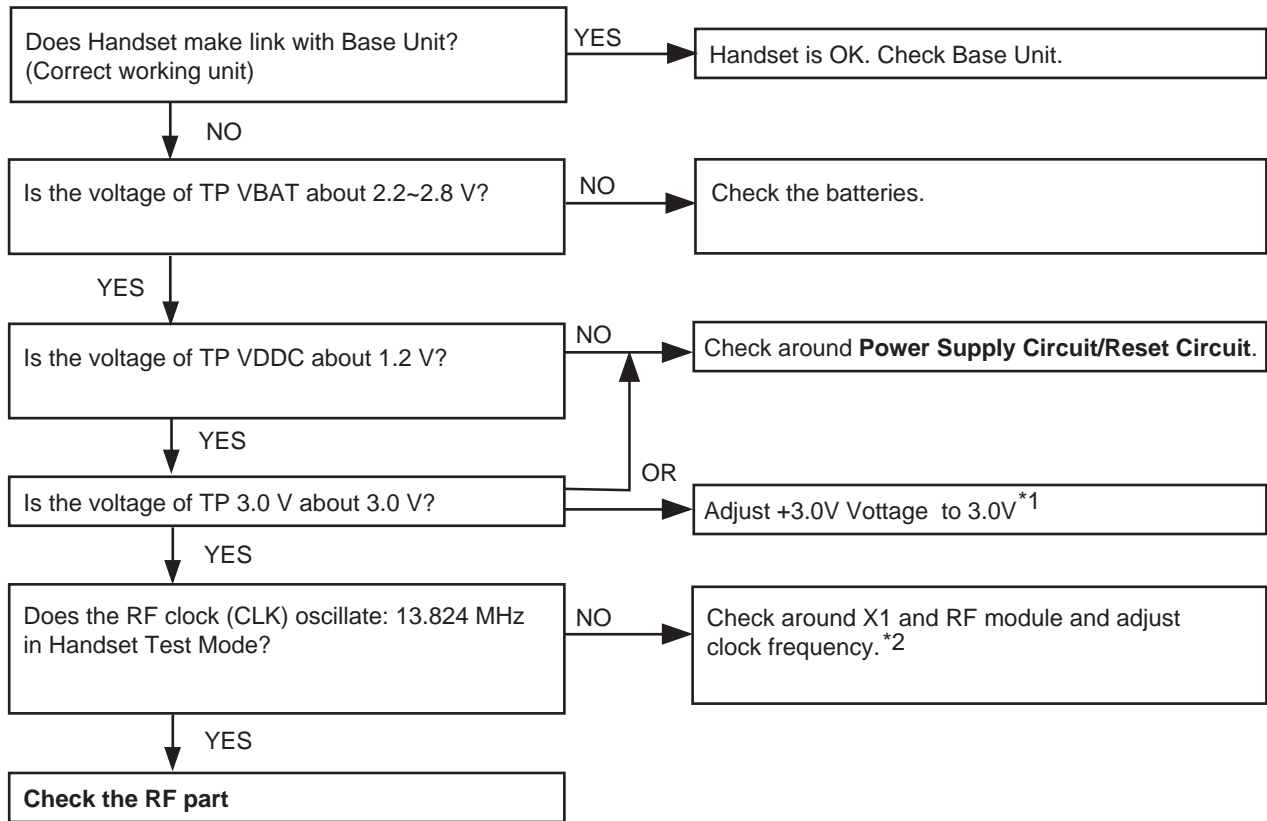 Does Handset make link with Base Unit?
(Correct working unit)
YES
Handset is OK. Check Base Unit.
NO
Is the voltage of TP VBAT about 2.2~2.8 V?
NO
Check the batteries.
YES
Is the voltage of TP VDDC about 1.2 V?
NO
Check around Power Supply Circuit/Reset Circuit.
YES
OR
Is the voltage of TP 3.0 V about 3.0 V?
Adjust +3.0V Vottage to 3.0V*1
YES
Does the RF clock (CLK) oscillate: 13.824 MHz
in Handset Test Mode?
NO
Check around X1 and RF module and adjust
clock frequency.*2
YES
Check the RF part